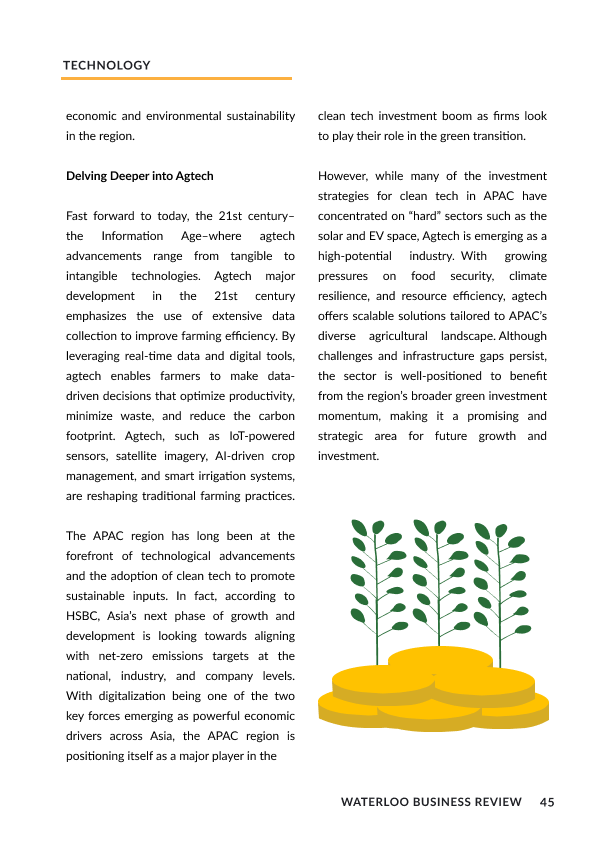 TECHNOLOGY
economic and environmental sustainability
in the region.
Delving Deeper into Agtech
Fast forward to today, the 21st century–
the Information Age–where agtech
advancements range from tangible to
intangible technologies. Agtech major
development in the 21st century
emphasizes the use of extensive data
collection to improve farming efficiency. By
leveraging real-time data and digital tools,
agtech enables farmers to make data-
driven decisions that optimize productivity,
minimize waste, and reduce the carbon
footprint. Agtech, such as IoT-powered
sensors, satellite imagery, AI-driven crop
management, and smart irrigation systems,
are reshaping traditional farming practices.
The APAC region has long been at the
forefront of technological advancements
and the adoption of clean tech to promote
sustainable inputs. In fact, according to
HSBC, Asia’s next phase of growth and
development is looking towards aligning
with net-zero emissions targets at the
national, industry, and company levels.
With digitalization being one of the two
key forces emerging as powerful economic
drivers across Asia, the APAC region is
positioning itself as a major player in the
clean tech investment boom as firms look
to play their role in the green transition.
However, while many of the investment
strategies for clean tech in APAC have
concentrated on “hard” sectors such as the
solar and EV space, Agtech is emerging as a
high-potential industry. With growing
pressures on food security, climate
resilience, and resource efficiency, agtech
offers scalable solutions tailored to APAC’s
diverse agricultural landscape. Although
challenges and infrastructure gaps persist,
the sector is well-positioned to benefit
from the region’s broader green investment
momentum, making it a promising and
strategic area for future growth and
investment.
WATERLOO BUSINESS REVIEW 45